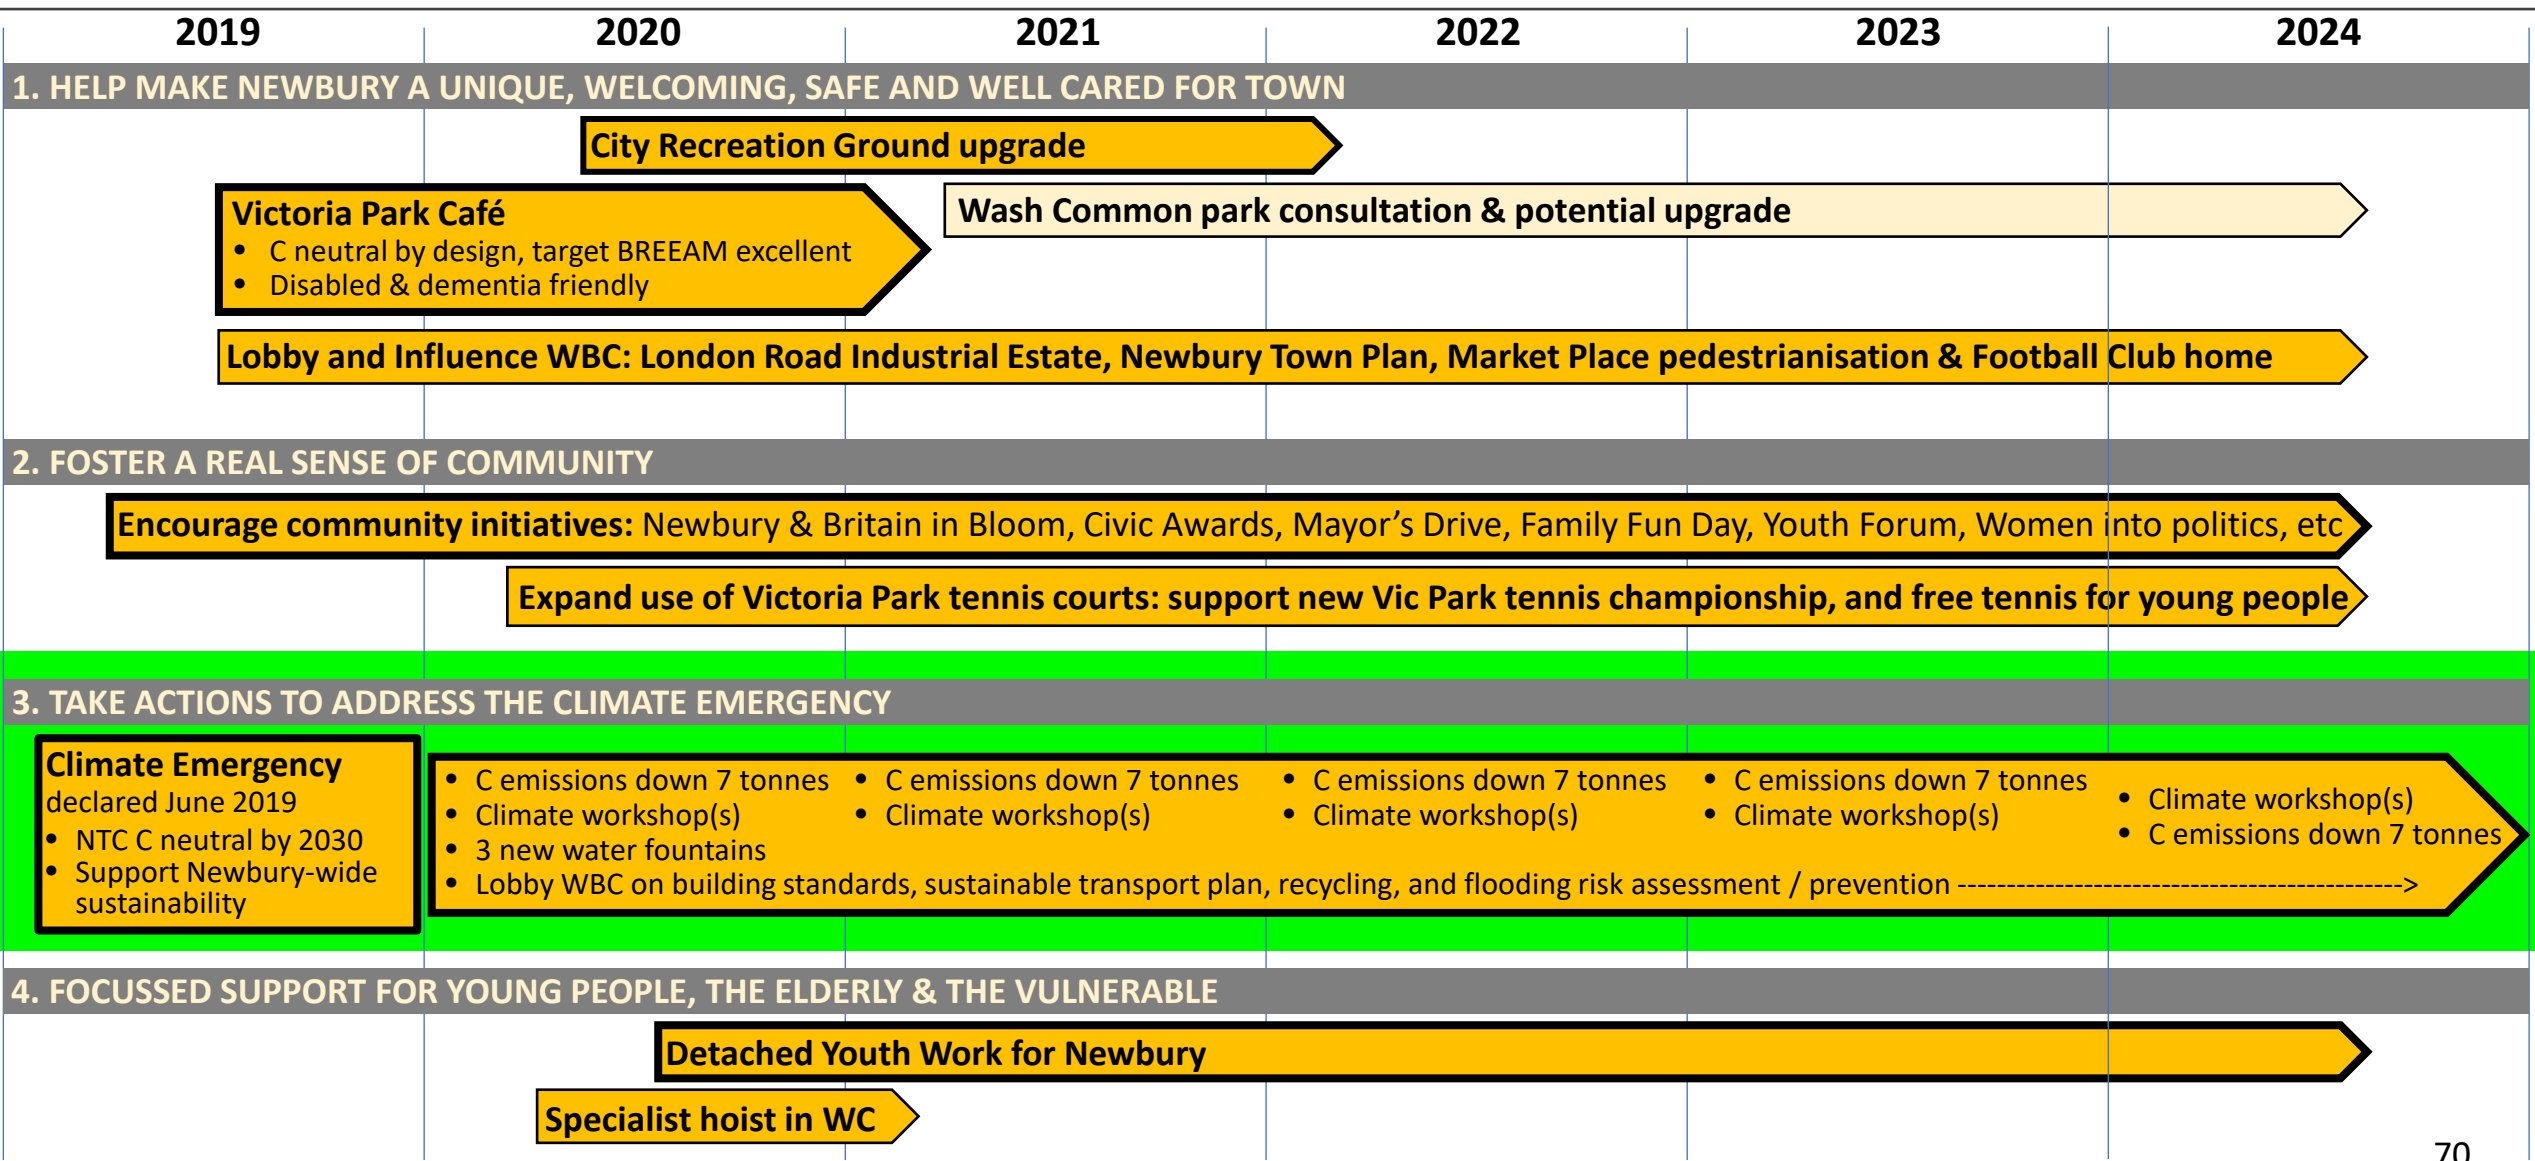 2019 2020 2021 2022 2023 2024
1. HELP MAKE NEWBURY A UNIQUE, WELCOMING, SAFE AND WELL CARED FOR TOWN
City Recreation Ground upgrade
Victoria Park Café
• C neutral by design, target BREEAM excellent
• Disabled & dementia friendly
Wash Common park consultation & potential upgrade
Lobby and Influence WBC: London Road Industrial Estate, Newbury Town Plan, Market Place pedestrianisation & Football Club home
2. FOSTER A REAL SENSE OF COMMUNITY
Encourage community initiatives: Newbury & Britain in Bloom, Civic Awards, Mayor’s Drive, Family Fun Day, Youth Forum, Women into politics, etc
Expand use of Victoria Park tennis courts: support new Vic Park tennis championship, and free tennis for young people
3. TAKE ACTIONS TO ADDRESS THE CLIMATE EMERGENCY
Climate Emergency
declared June 2019
• NTC C neutral by 2030
• Support Newbury-wide
sustainability
• C emissions down 7 tonnes
• Climate workshop(s)
• 3 new water fountains
• Lobby WBC on building standards, sustainable transport plan, recycling, and flooding risk assessment / prevention --------------------------------------------->
• C emissions down 7 tonnes
• Climate workshop(s)
• C emissions down 7 tonnes
• Climate workshop(s)
• C emissions down 7 tonnes
• Climate workshop(s)
• Climate workshop(s)
• C emissions down 7 tonnes
4. FOCUSSED SUPPORT FOR YOUNG PEOPLE, THE ELDERLY & THE VULNERABLE
Detached Youth Work for Newbury
Specialist hoist in WC
70